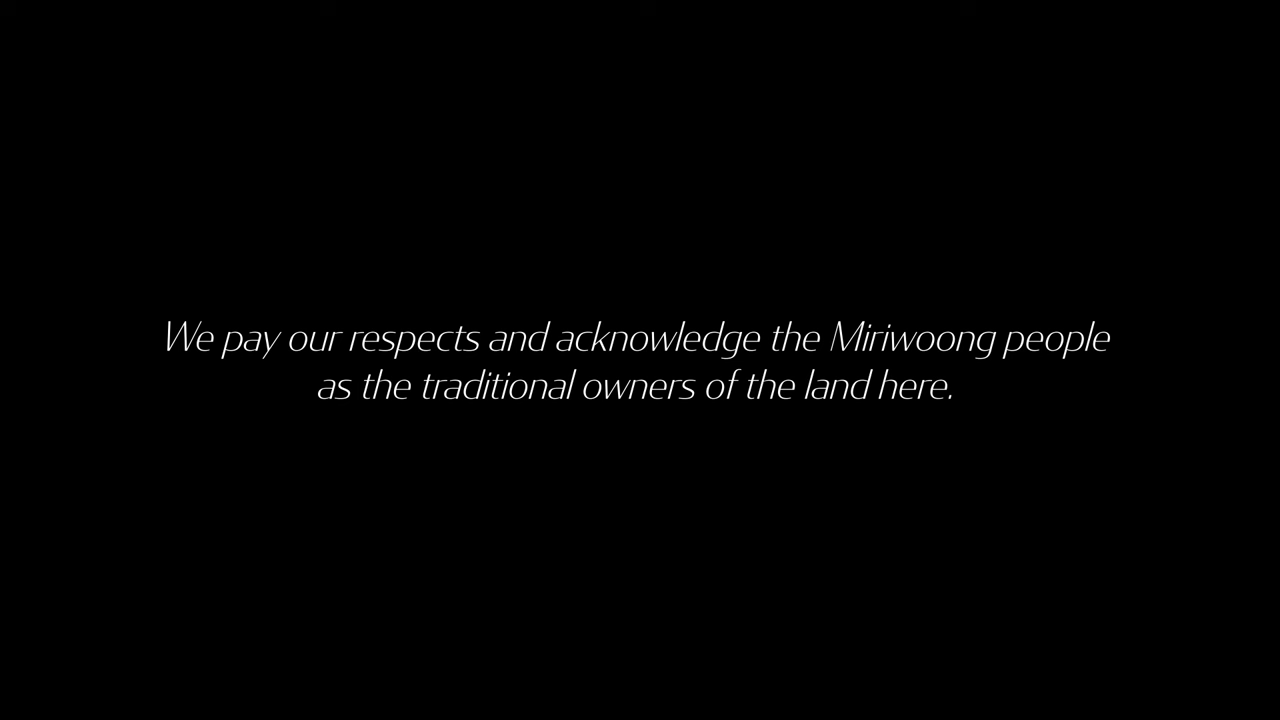 We pay our respects and acknowledge the Miriwoong people
as the traditional owners of the land here.